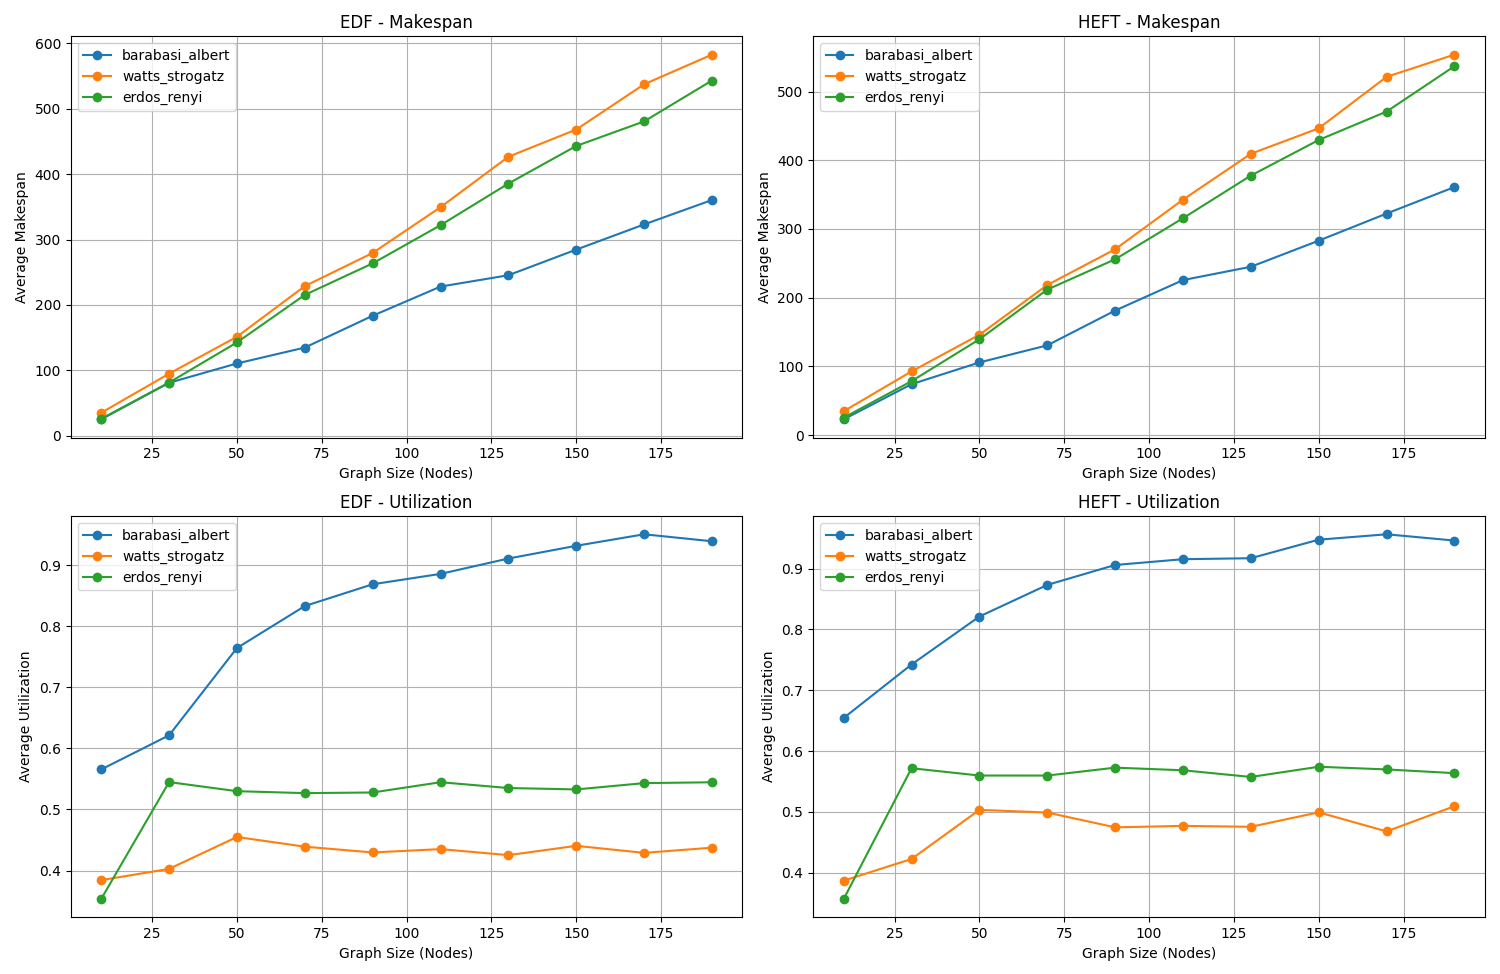 EDF - Makespan
barabasi_albert
watts_strogatz
erdos_renyi
600
500
400
300
200
100
0
Average Makespan
25 50 75 100 125 150 175
Graph Size (Nodes)
HEFT - Makespan
barabasi_albert
watts_strogatz
erdos_renyi
500
400
300
200
100
0
Average Makespan
25 50 75 100 125 150 175
Graph Size (Nodes)
EDF - Utilization
barabasi_albert
watts_strogatz
erdos_renyi
0.9
0.8
0.7
0.6
0.5
0.4
Average Utilization
25 50 75 100 125 150 175
Graph Size (Nodes)
HEFT - Utilization
barabasi_albert
watts_strogatz
erdos_renyi
0.9
0.8
0.7
0.6
0.5
0.4
Average Utilization
25 50 75 100 125 150 175
Graph Size (Nodes)